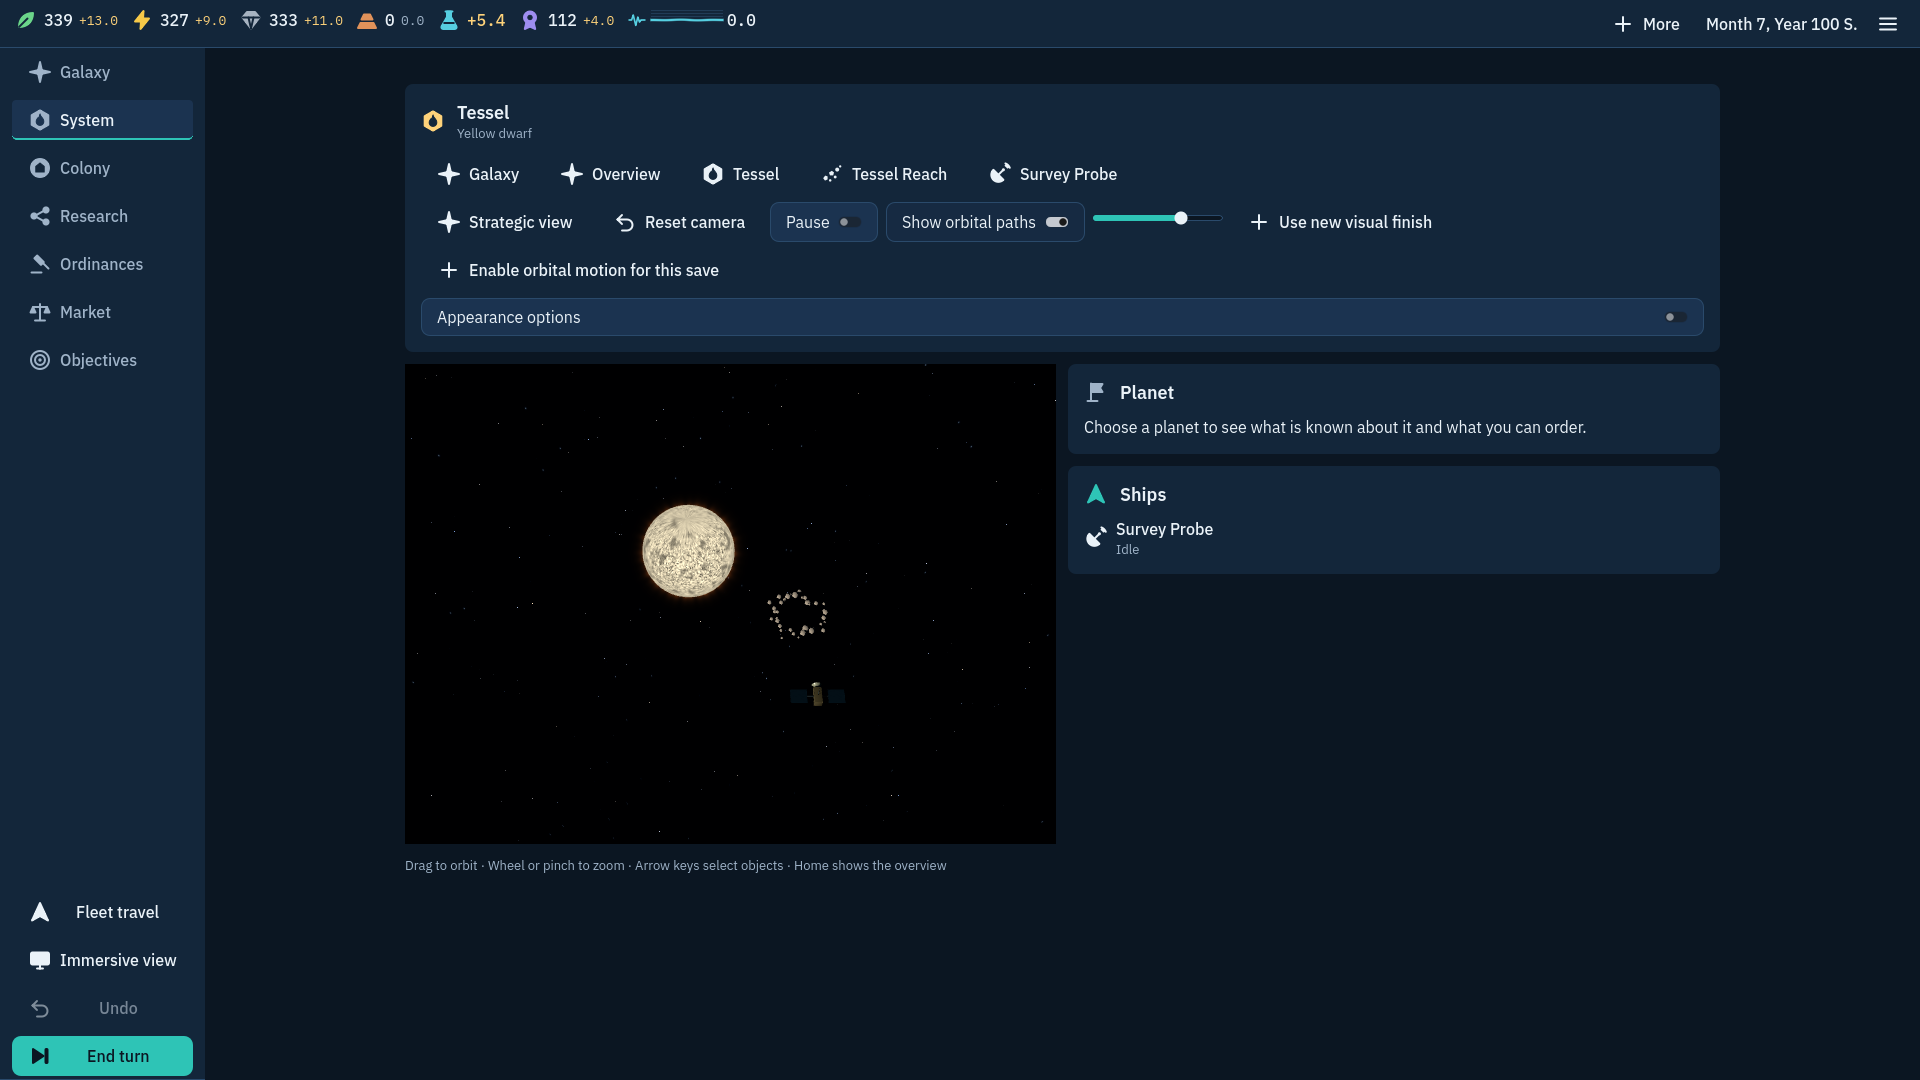 339 +13.0 327 +9.0 333 +11.0 0 0.0 +5.4 112 +4.0 0.0 More Month 7, Year 100 S.
Galaxy
System
Colony
Research
Ordinances
Market
Objectives
Fleet travel
Immersive view
Undo
End turn
Tessel
Yellow dwarf
Galaxy Overview Tessel Tessel Reach Survey Probe
Strategic view Reset camera Pause Show orbital paths Use new visual finish
Enable orbital motion for this save
Appearance options
Drag to orbit · Wheel or pinch to zoom · Arrow keys select objects · Home shows the overview
Planet
Choose a planet to see what is known about it and what you can order.
Ships
Survey Probe
Idle